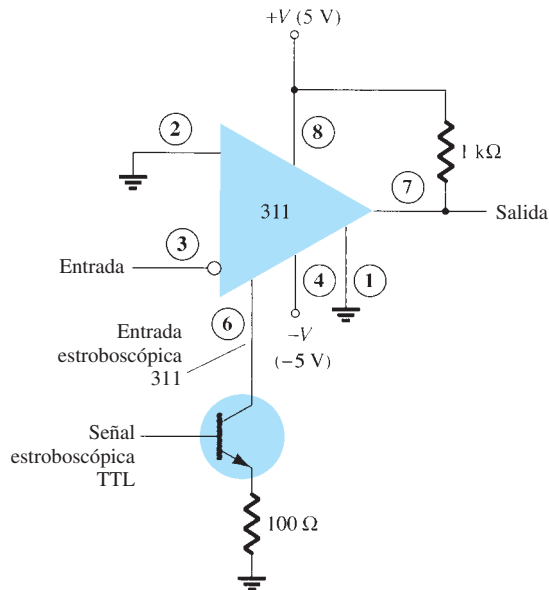 +V (5 V)
2
8
1 kΩ
7
311
Salida
3
Entrada
4
1
6
−V
(−5 V)
Entrada
estroboscópica
311
Señal
estroboscópica
TTL
100 Ω